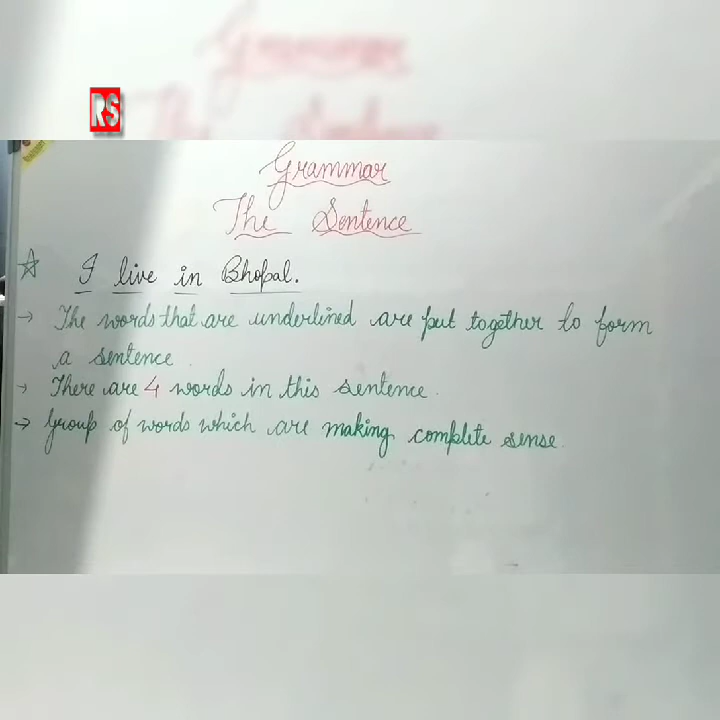 RS
Grammar
The Sentence
☆ I live in Bhopal.
→ The words that are underlined are put together to form
a sentence.
→ There are 4 words in this sentence.
→ Group of words which are making complete sense.